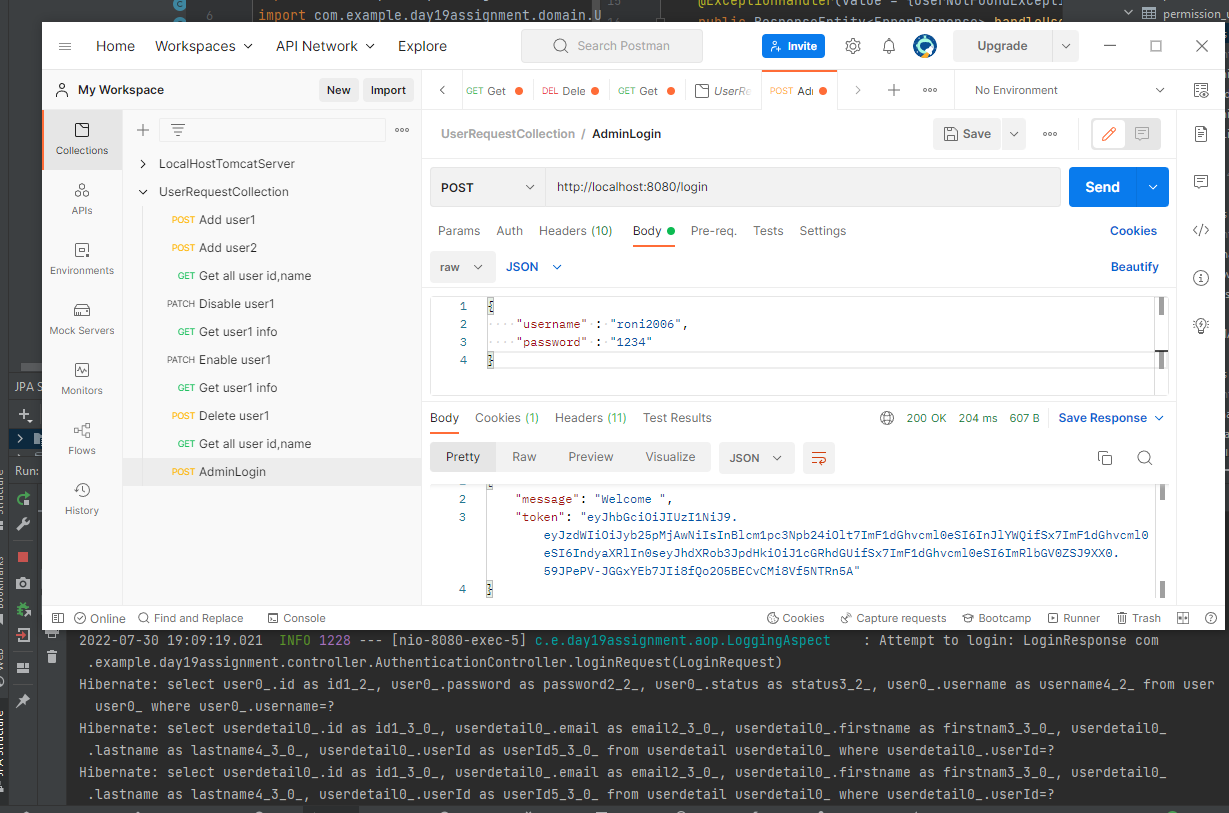 6
import com.example.day19assignment.domain.U
15
permission_u
Home
Workspaces
API Network
Explore
Search Postman
Invite
Upgrade
My Workspace
New
Import
GET Get
DEL Dele
GET Get
UserRe
POST Adı
No Environment
Collections
APIs
Environments
Mock Servers
Monitors
Flows
History
LocalHostTomcatServer
UserRequestCollection
POST Add user1
POST Add user2
GET Get all user id,name
PATCH Disable user1
GET Get user1 info
PATCH Enable user1
GET Get user1 info
POST Delete user1
GET Get all user id,name
POST AdminLogin
UserRequestCollection / AdminLogin
Save
POST
http://localhost:8080/login
Send
Params
Auth
Headers (10)
Body
Pre-req.
Tests
Settings
Cookies
raw
JSON
Beautify
1 {
2 "username" : "roni2006",
3 "password" : "1234"
4 }
Body
Cookies (1)
Headers (11)
Test Results
200 OK
204 ms
607 B
Save Response
Pretty
Raw
Preview
Visualize
JSON
2 "message": "Welcome ",
3 "token": "eyJhbGciOiJIUzI1NiJ9.
eyJzdWIiOiJyb25pMjAwNiIsInBlcm1pc3Npb24iOlt7ImF1dGhvcml0eSI6InJlYWQifSx7ImF1dGhvcml0
eSI6IndyaXRlIn0seyJhdXRob3JpdHkiOiJ1cGRhdGUifSx7ImF1dGhvcml0eSI6ImRlbGV0ZSJ9XX0.
59JPePV-JGGxYEb7JIi8fQo2O5BECvCMi8Vf5NTRn5A"
4 }
Online
Find and Replace
Console
Cookies
Capture requests
Bootcamp
Runner
Trash
JPA S
Run:
2022-07-30 19:09:19.021 INFO 1228 --- [nio-8080-exec-5] c.e.day19assignment.aop.LoggingAspect : Attempt to login: LoginResponse com
.example.day19assignment.controller.AuthenticationController.loginRequest(LoginRequest)
Hibernate: select user0_.id as id1_2_, user0_.password as password2_2_, user0_.status as status3_2_, user0_.username as username4_2_ from user
user0_ where user0_.username=?
Hibernate: select userdetail0_.id as id1_3_0_, userdetail0_.email as email2_3_0_, userdetail0_.firstname as firstnam3_3_0_, userdetail0_
.lastname as lastname4_3_0_, userdetail0_.userId as userId5_3_0_ from userdetail userdetail0_ where userdetail0_.userId=?
Hibernate: select userdetail0_.id as id1_3_0_, userdetail0_.email as email2_3_0_, userdetail0_.firstname as firstnam3_3_0_, userdetail0_
.lastname as lastname4_3_0_, userdetail0_.userId as userId5_3_0_ from userdetail userdetail0_ where userdetail0_.userId=?